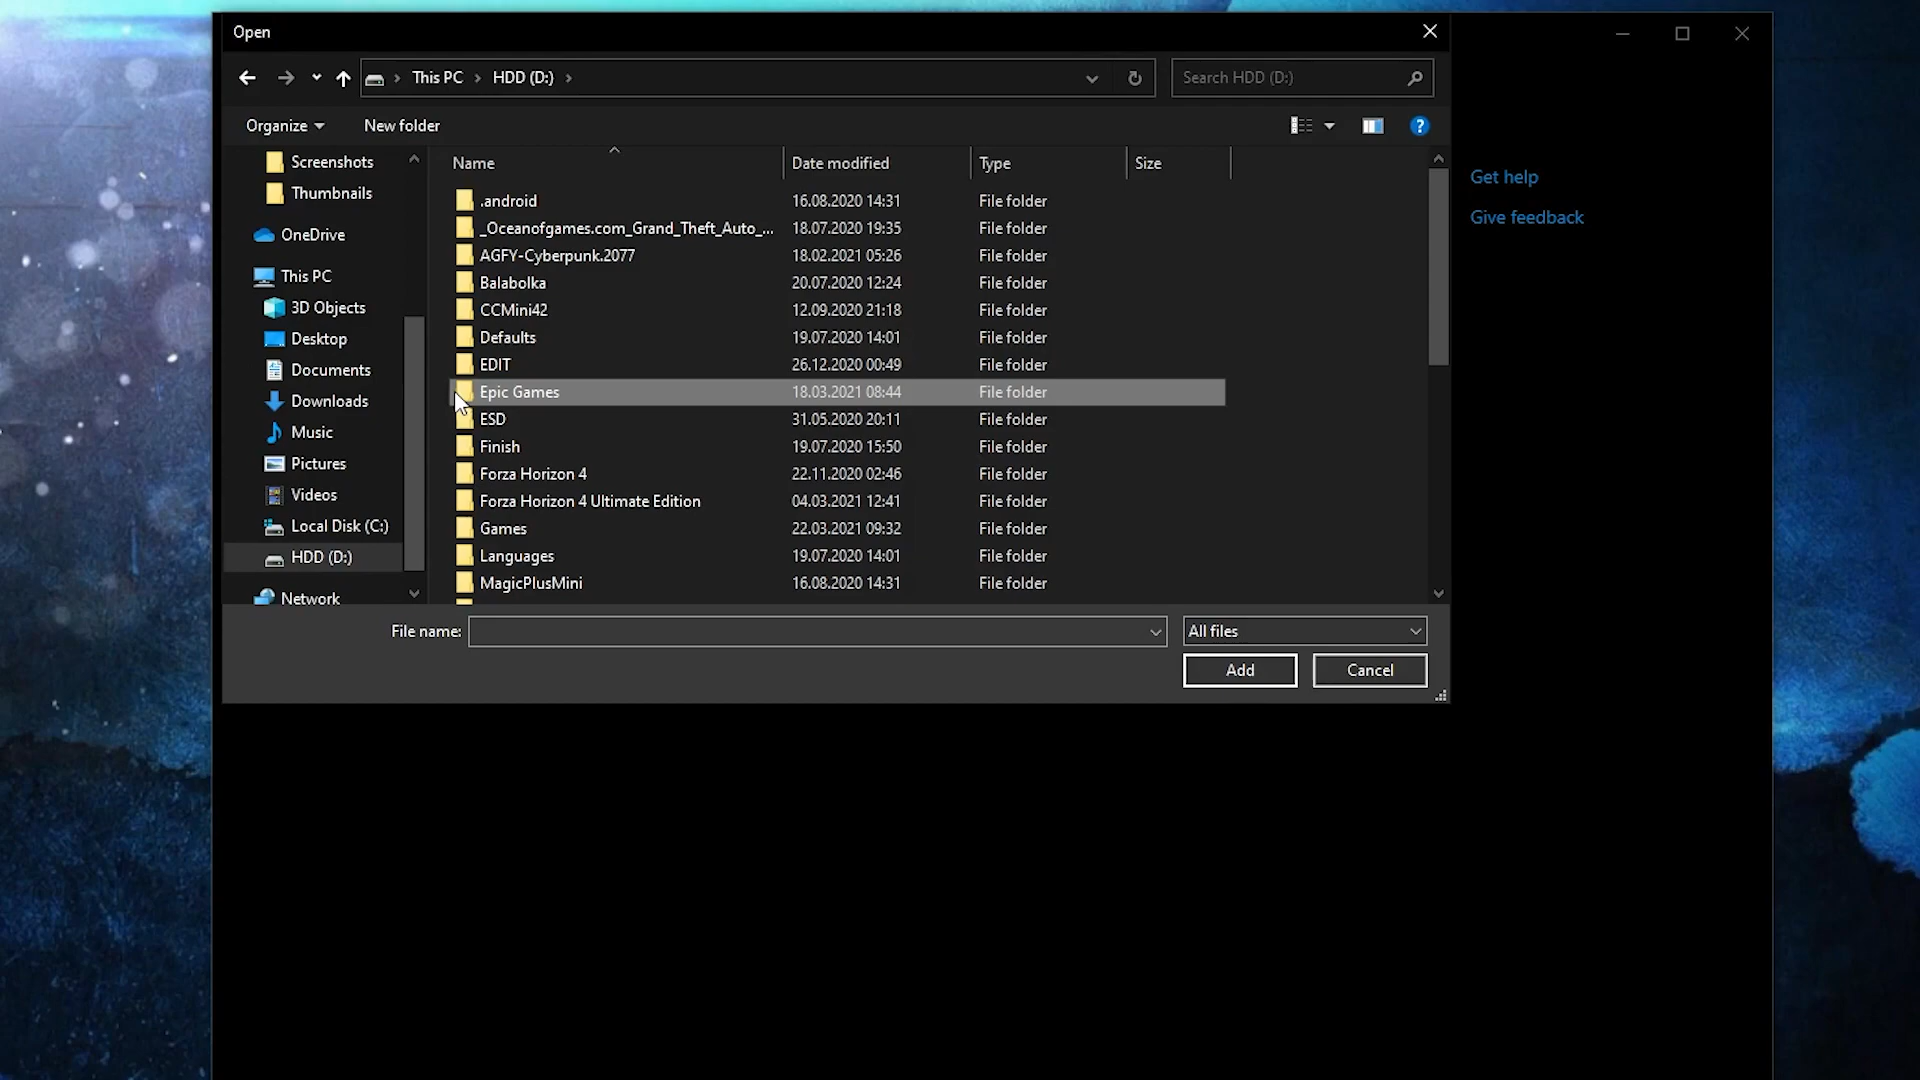 Open
This PC > HDD (D:) >
Search HDD (D:)
Organize
New folder
Get help
Give feedback
Screenshots
Thumbnails
OneDrive
This PC
3D Objects
Desktop
Documents
Downloads
Music
Pictures
Videos
Local Disk (C:)
HDD (D:)
Network
Name Date modified Type Size
.android 16.08.2020 14:31 File folder
_Oceanofgames.com_Grand_Theft_Auto_... 18.07.2020 19:35 File folder
AGFY-Cyberpunk.2077 18.02.2021 05:26 File folder
Balabolka 20.07.2020 12:24 File folder
CCMini42 12.09.2020 21:18 File folder
Defaults 19.07.2020 14:01 File folder
EDIT 26.12.2020 00:49 File folder
Epic Games 18.03.2021 08:44 File folder
ESD 31.05.2020 20:11 File folder
Finish 19.07.2020 15:50 File folder
Forza Horizon 4 22.11.2020 02:46 File folder
Forza Horizon 4 Ultimate Edition 04.03.2021 12:41 File folder
Games 22.03.2021 09:32 File folder
Languages 19.07.2020 14:01 File folder
MagicPlusMini 16.08.2020 14:31 File folder
File name:
All files
Add
Cancel